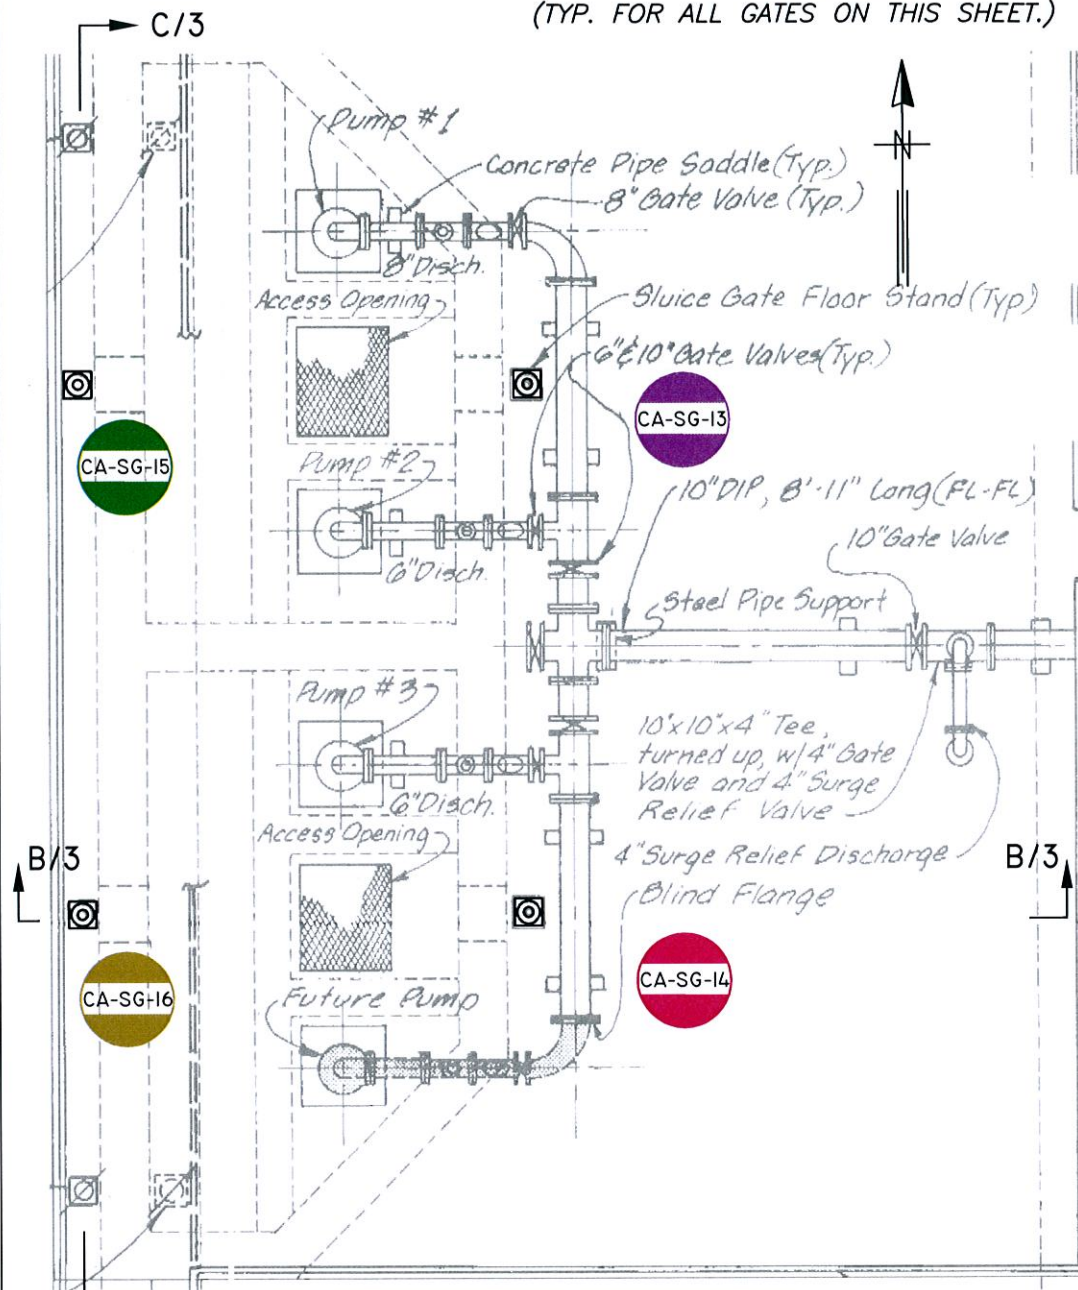 (TYP. FOR ALL GATES ON THIS SHEET.)
C/3
Pump #1
Concrete Pipe Saddle (Typ.)
8" Gate Valve (Typ.)
N
8" Disch.
Access Opening
Sluice Gate Floor Stand (Typ)
6" & 10" Gate Valves (Typ.)
CA-SG-13
CA-SG-15
Pump #2
10" DIP, 8'-11" Long (FL-FL)
10" Gate Valve
6" Disch.
Steel Pipe Support
Pump #3
10"x10"x4" Tee,
turned up, w/ 4" Gate
Valve and 4" Surge
Relief Valve
6" Disch.
Access Opening
4" Surge Relief Discharge
B/3
B/3
Blind Flange
CA-SG-14
CA-SG-16
Future Pump